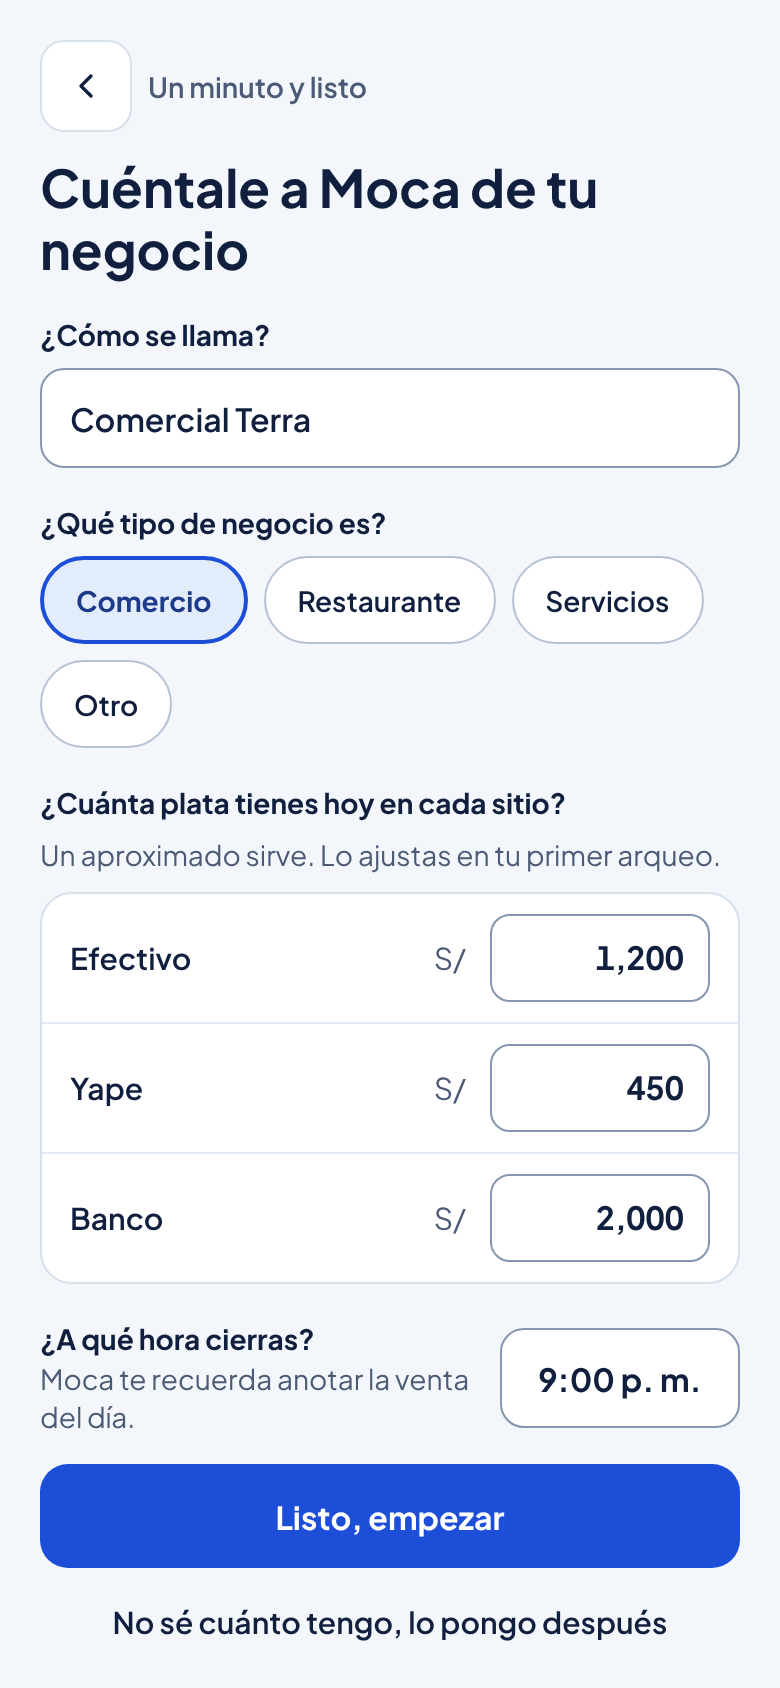 Un minuto y listo
Cuéntale a Moca de tu
negocio
¿Cómo se llama?
Comercial Terra
¿Qué tipo de negocio es?
Comercio
Restaurante
Servicios
Otro
¿Cuánta plata tienes hoy en cada sitio?
Un aproximado sirve. Lo ajustas en tu primer arqueo.
Efectivo S/ 1,200
Yape S/ 450
Banco S/ 2,000
¿A qué hora cierras?
Moca te recuerda anotar la venta
del día.
9:00 p. m.
Listo, empezar
No sé cuánto tengo, lo pongo después